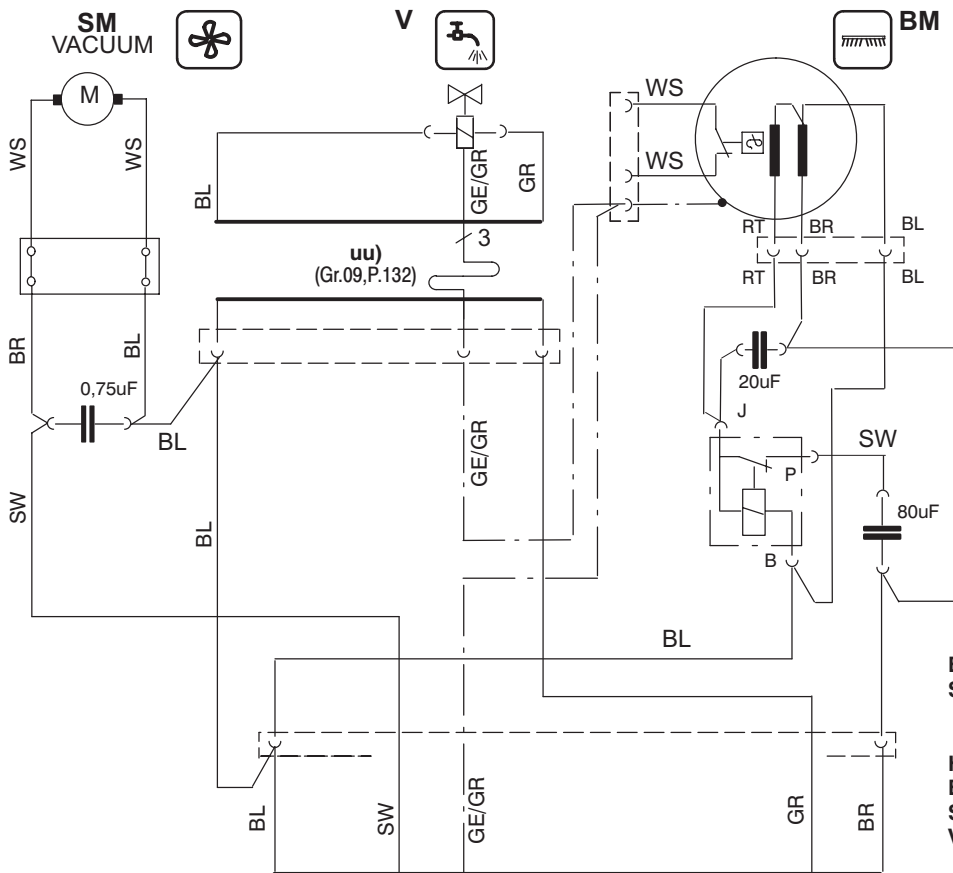 SM
VACUUM
V
BM
M
WS
WS
WS
WS
BL
GE/GR
GR
3
uu)
(Gr.09,P.132)
RT
BR
BL
RT
BR
BL
BR
BL
0,75uF
BL
20uF
J
SW
P
80uF
B
SW
BL
GE/GR
BL
BL
SW
GE/GR
GR
BR